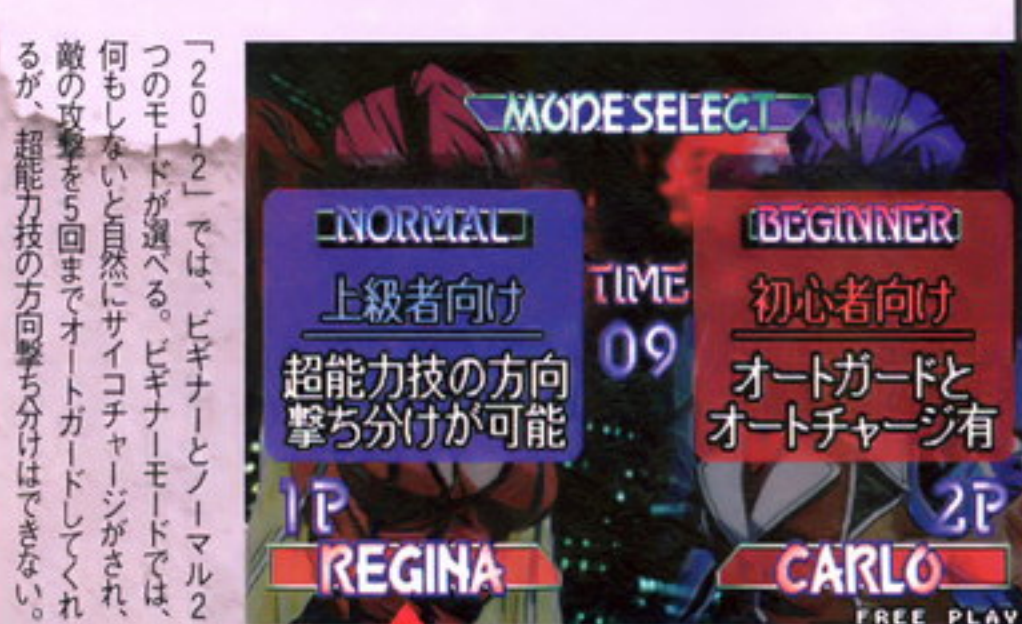 「2012」では、ビギナーとノーマル2
つのモードが選べる。ビギナーモードでは、
何もしないと自然にサイコチャージがされ、
敵の攻撃を5回までオートガードしてくれ
るが、超能力技の方向撃ち分けはできない。
MODE SELECT
NORMAL
上級者向け
超能力技の方向
撃ち分けが可能
TIME
09
BEGINNER
初心者向け
オートガードと
オートチャージ有
1P
REGINA
2P
CARLO
FREE PLAY